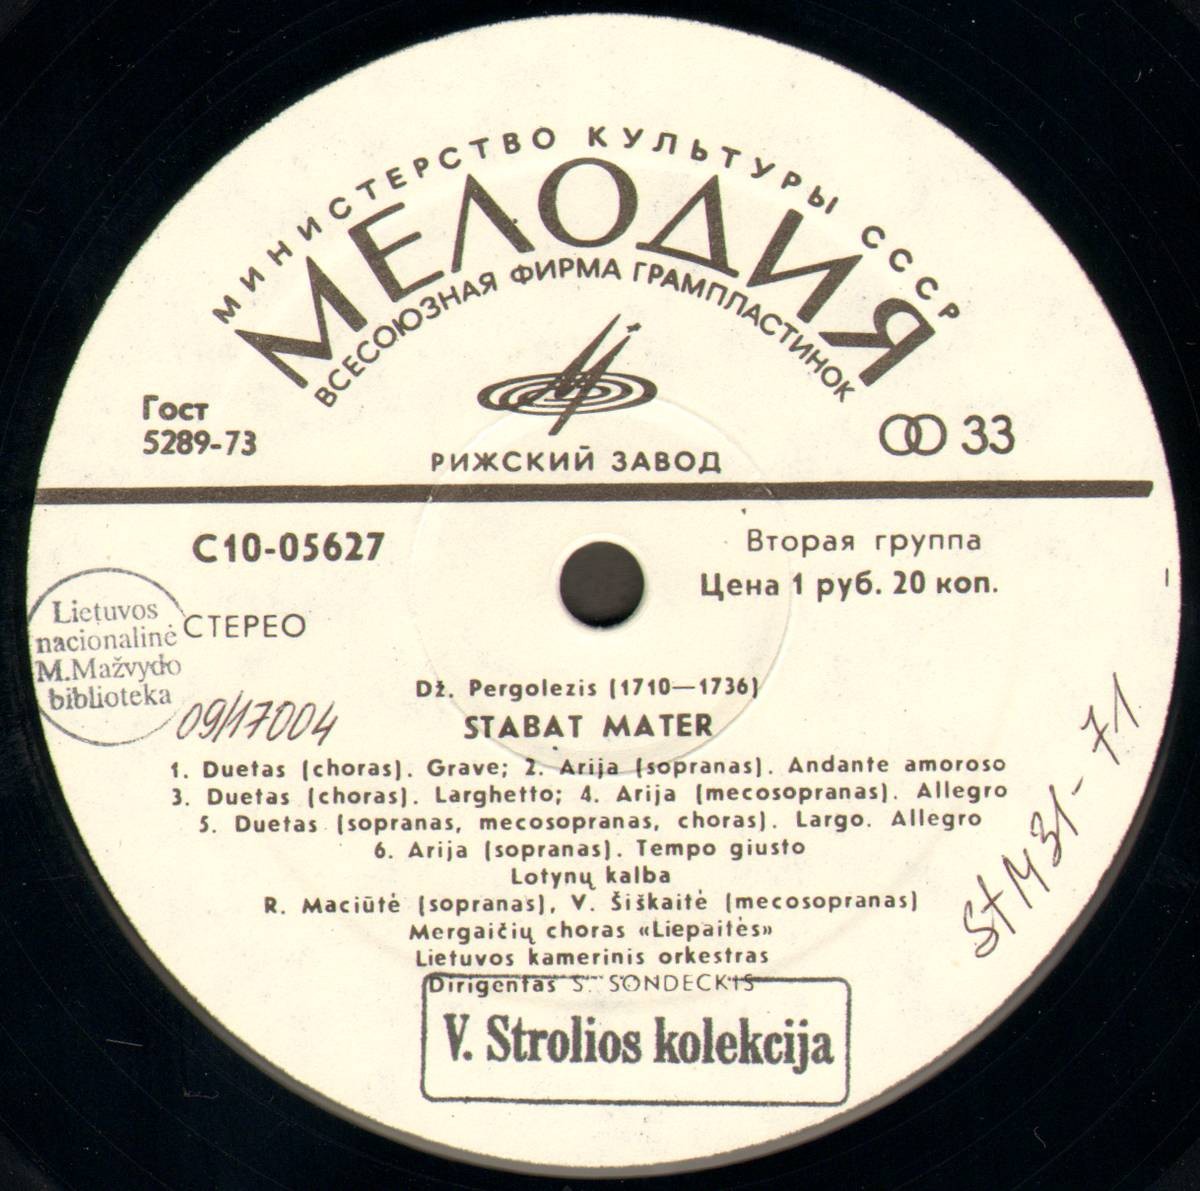 МИНИСТЕРСТВО КУЛЬТУРЫ СССР
МЕЛОДИЯ
ВСЕСОЮЗНАЯ ФИРМА ГРАМПЛАСТИНОК
Гост
5289-73
33
РИЖСКИЙ ЗАВОД
С10-05627
Вторая группа
Цена 1 руб. 20 коп.
СТЕРЕО
Lietuvos
nacionalinė
M.Mažvydo
biblioteka
09/17004
Dž. Pergolezis (1710—1736)
STABAT MATER
1. Duetas (choras). Grave; 2. Arija (sopranas). Andante amoroso
3. Duetas (choras). Larghetto; 4. Arija (mecosopranas). Allegro
5. Duetas (sopranas, mecosopranas, choras). Largo. Allegro
6. Arija (sopranas). Tempo giusto
Lotynų kalba
R. Maciūtė (sopranas), V. Šiškaitė (mecosopranas)
Mergaičių choras «Liepaitės»
Lietuvos kamerinis orkestras
Dirigentas S. SONDECKIS
V. Strolios kolekcija
StM31-71